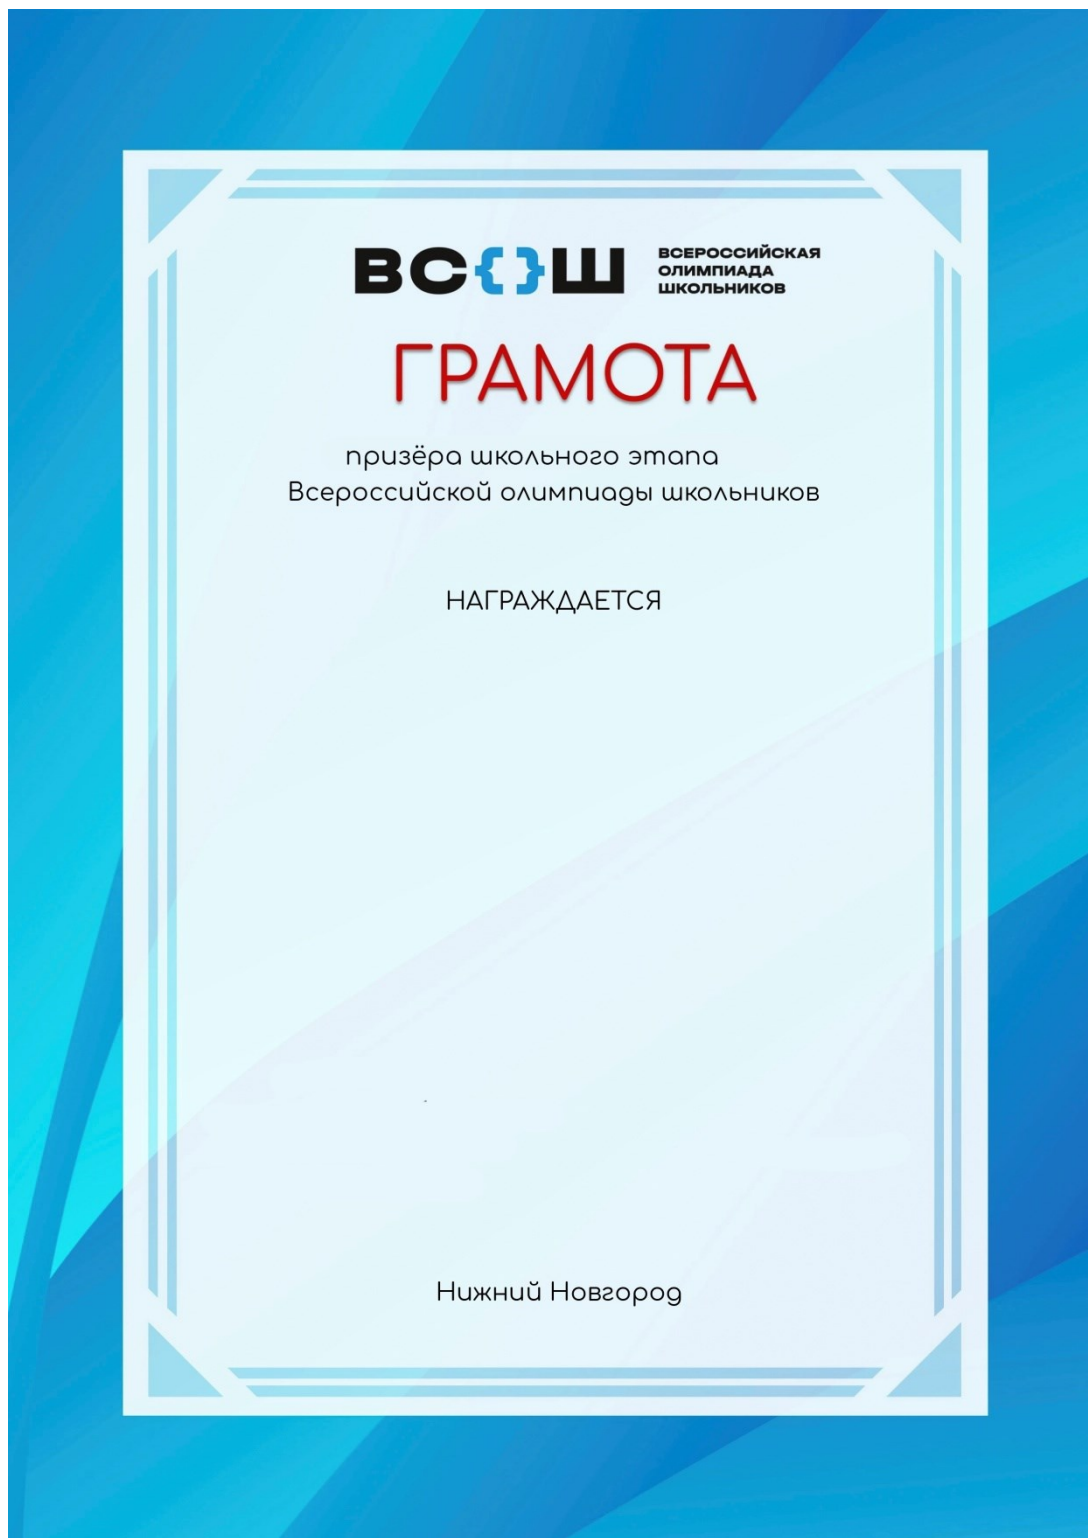 ВС{}Ш
ВСЕРОССИЙСКАЯ
ОЛИМПИАДА
ШКОЛЬНИКОВ
ГРАМОТА
призёра школьного этапа
Всероссийской олимпиады школьников
НАГРАЖДАЕТСЯ
Нижний Новгород